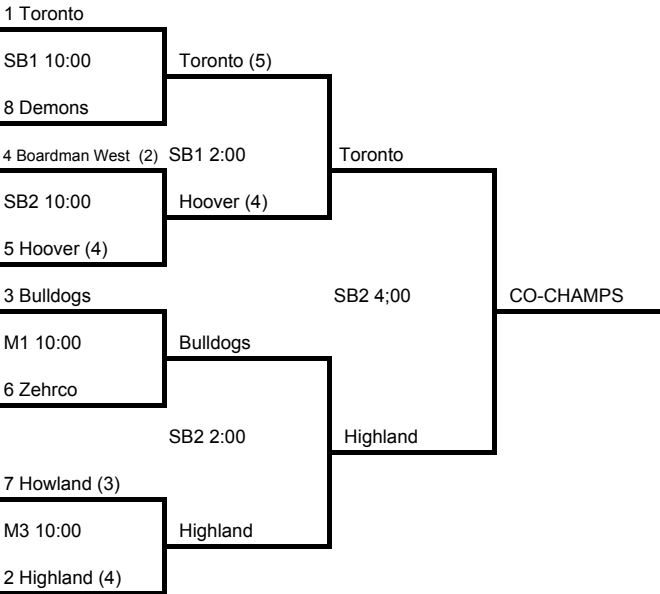 1 Toronto
SB1 10:00
Toronto (5)
8 Demons
4 Boardman West (2)
SB1 2:00
Toronto
SB2 10:00
Hoover (4)
5 Hoover (4)
3 Bulldogs
SB2 4;00
CO-CHAMPS
M1 10:00
Bulldogs
6 Zehrco
SB2 2:00
Highland
7 Howland (3)
M3 10:00
Highland
2 Highland (4)